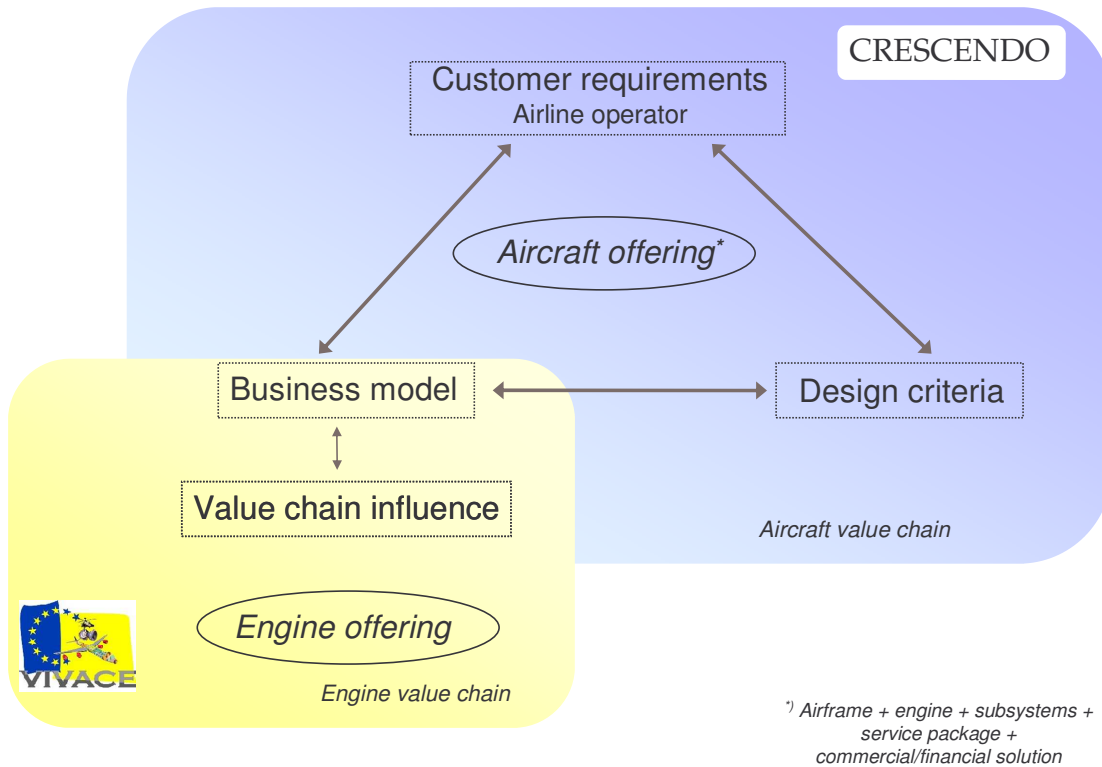 CRESCENDO
Customer requirements
Airline operator
Aircraft offering*
Business model
Design criteria
Value chain influence
Aircraft value chain
Engine offering
VIVACE
Engine value chain
*) Airframe + engine + subsystems +
service package +
commercial/financial solution